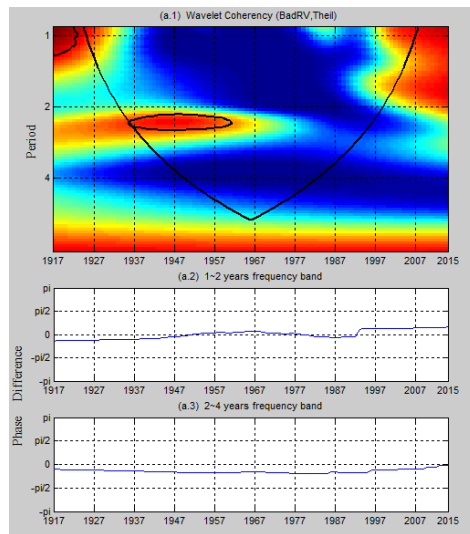 (a.1) Wavelet Coherency (BadRV,Theil)
1
2
4
Period
1917 1927 1937 1947 1957 1967 1977 1987 1997 2007 2015
(a.2) 1~2 years frequency band
pi
pi/2
0
-pi/2
-pi
1917 1927 1937 1947 1957 1967 1977 1987 1997 2007 2015
(a.3) 2~4 years frequency band
pi
pi/2
0
-pi/2
-pi
1917 1927 1937 1947 1957 1967 1977 1987 1997 2007 2015
Phase Difference